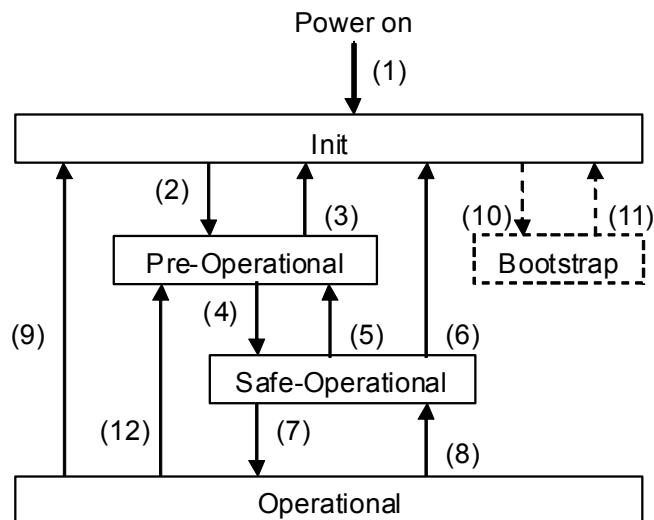 Power on
(1)
Init
(2)
(3)
(10)
(11)
Pre-Operational
Bootstrap
(4)
(5)
(6)
(9)
Safe-Operational
(12)
(7)
(8)
Operational